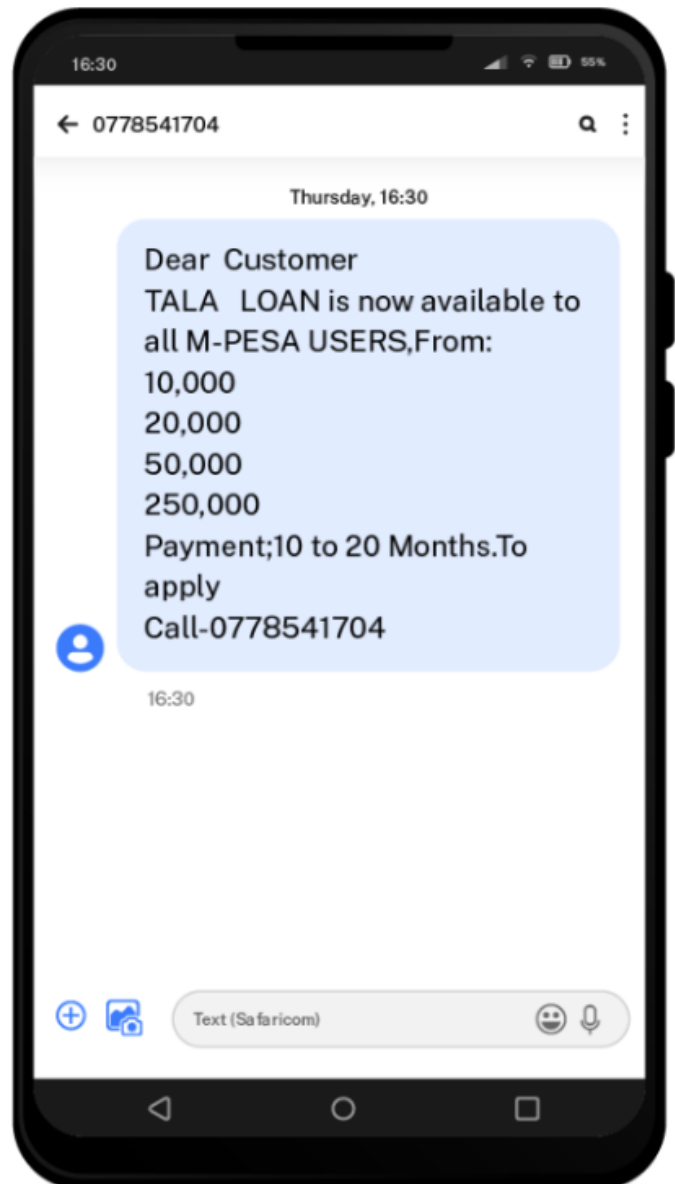 16:30
55%
0778541704
Thursday, 16:30
Dear Customer
TALA LOAN is now available to
all M-PESA USERS,From:
10,000
20,000
50,000
250,000
Payment;10 to 20 Months.To
apply
Call-0778541704
16:30
Text (Safaricom)